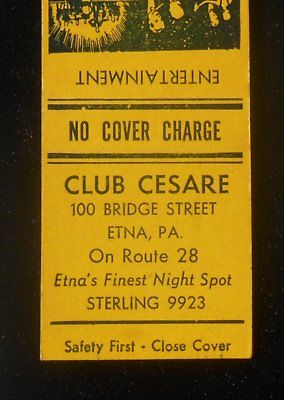 ENTERTAINMENT
NO COVER CHARGE
CLUB CESARE
100 BRIDGE STREET
ETNA, PA.
On Route 28
Etna's Finest Night Spot
STERLING 9923
Safety First - Close Cover